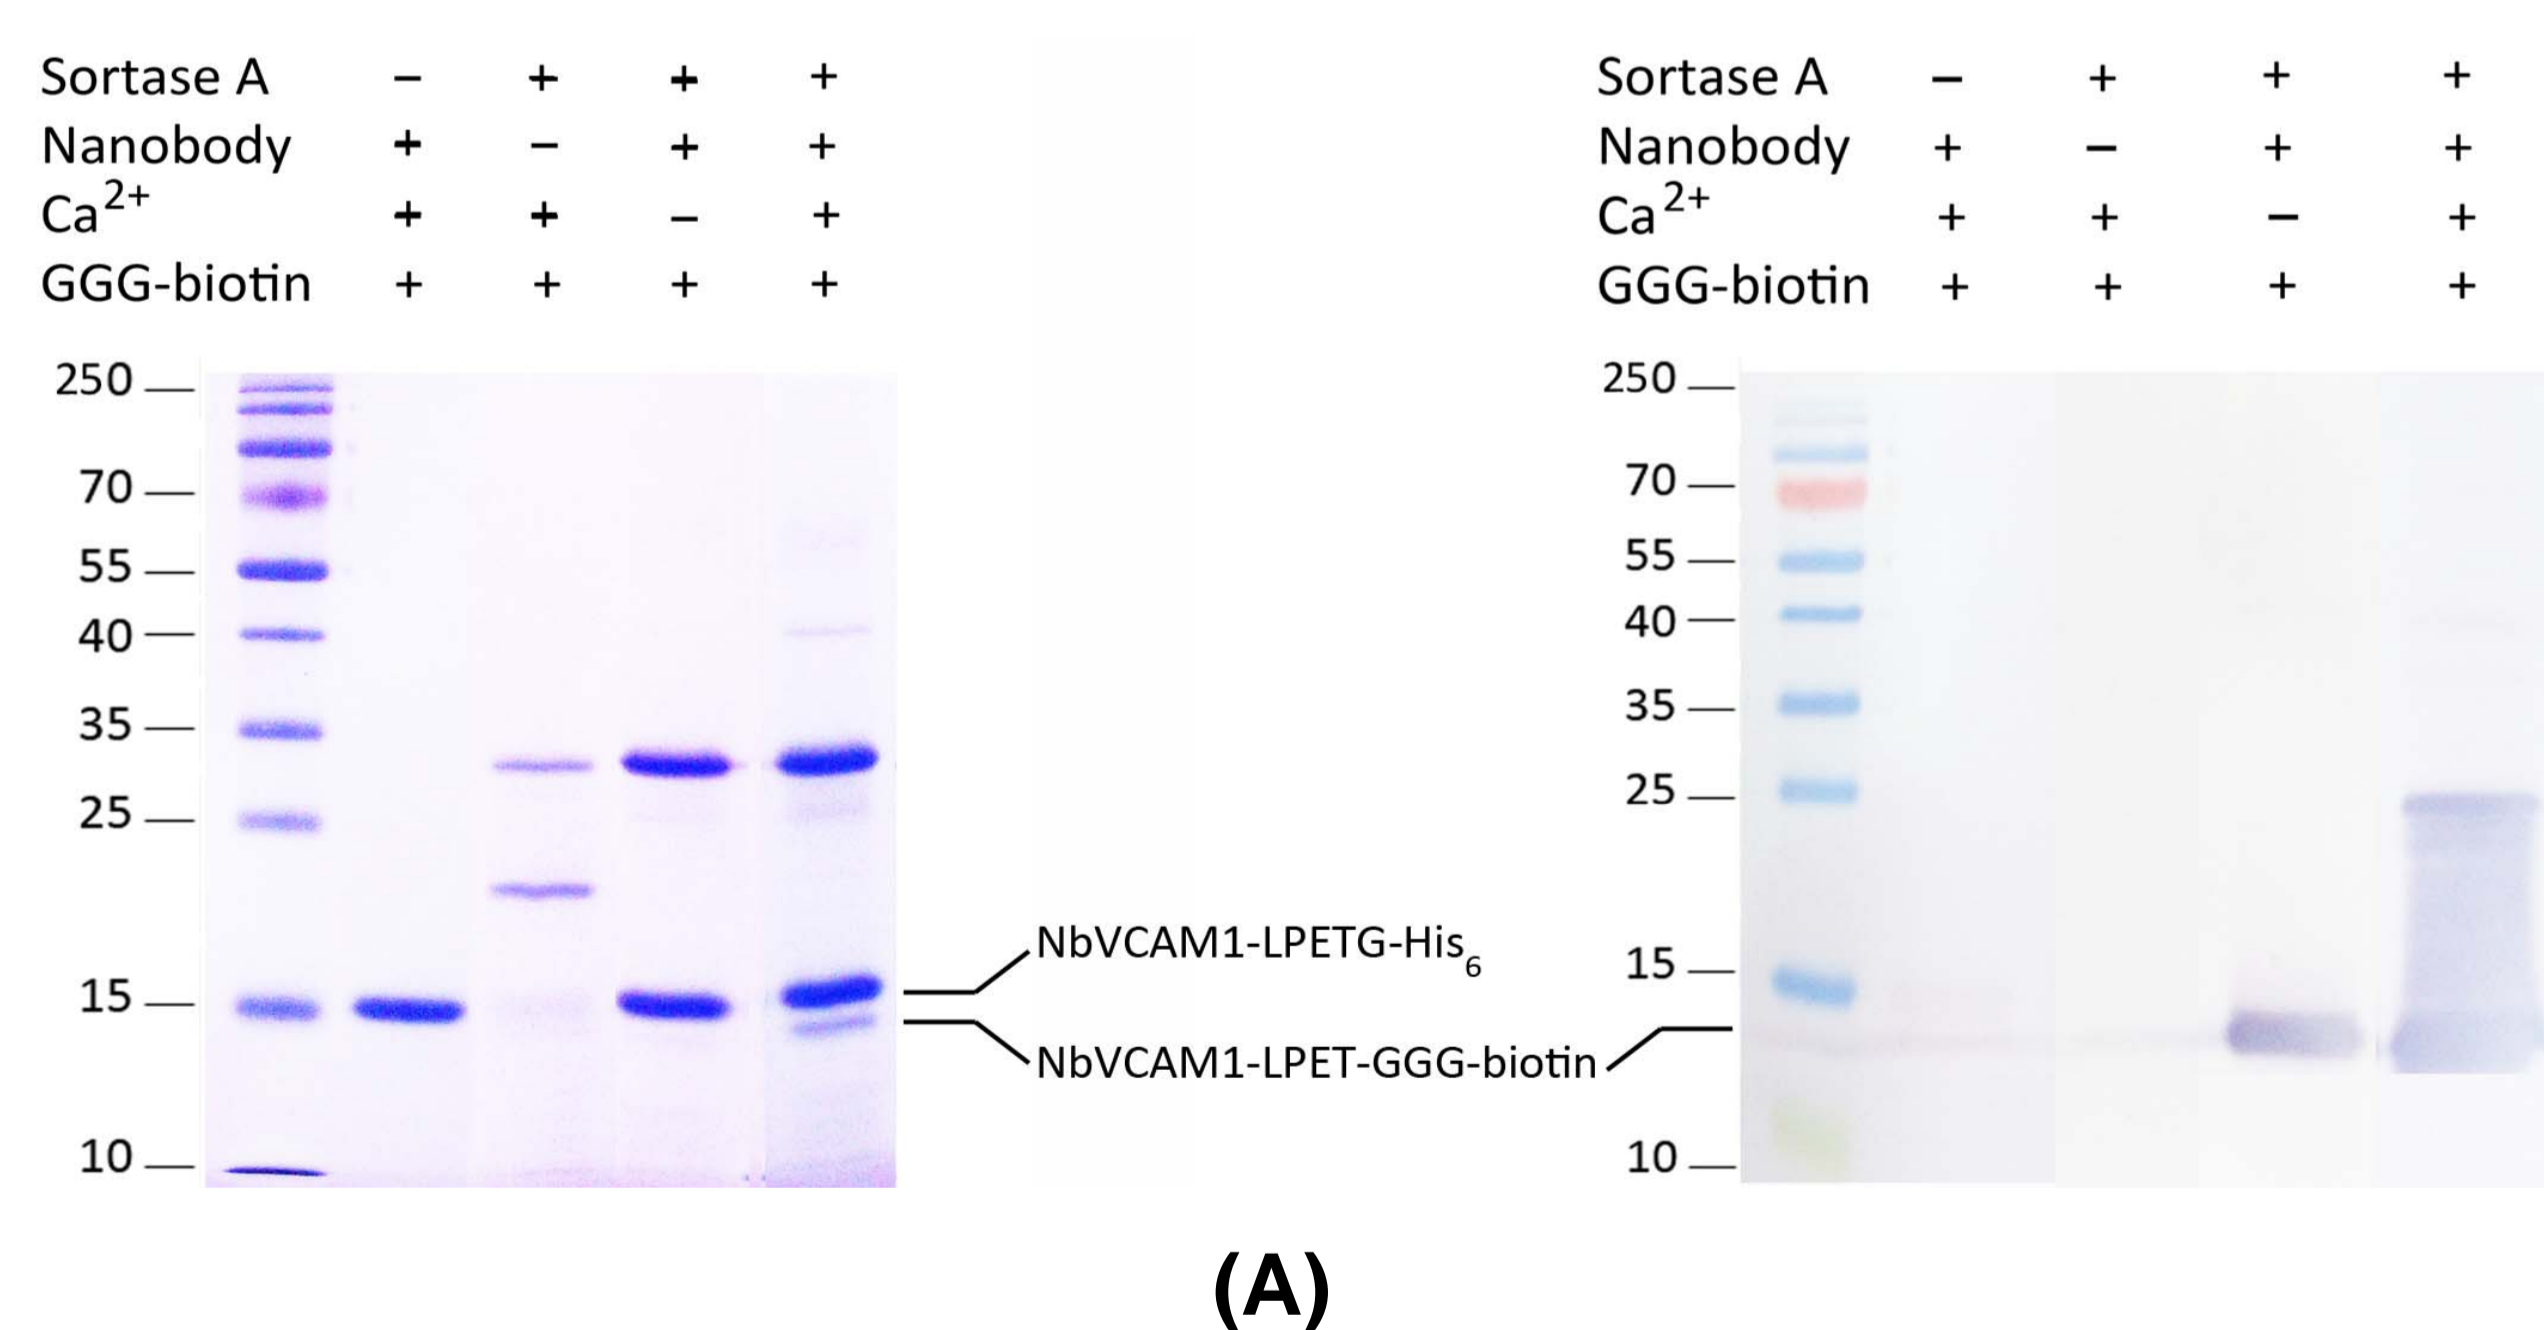 Sortase A − + + +
Nanobody + − + +
Ca2+ + + − +
GGG-biotin + + + +
250
70
55
40
35
25
15
10
NbVCAM1-LPETG-His6
NbVCAM1-LPET-GGG-biotin
Sortase A − + + +
Nanobody + − + +
Ca2+ + + − +
GGG-biotin + + + +
250
70
55
40
35
25
15
10
(A)